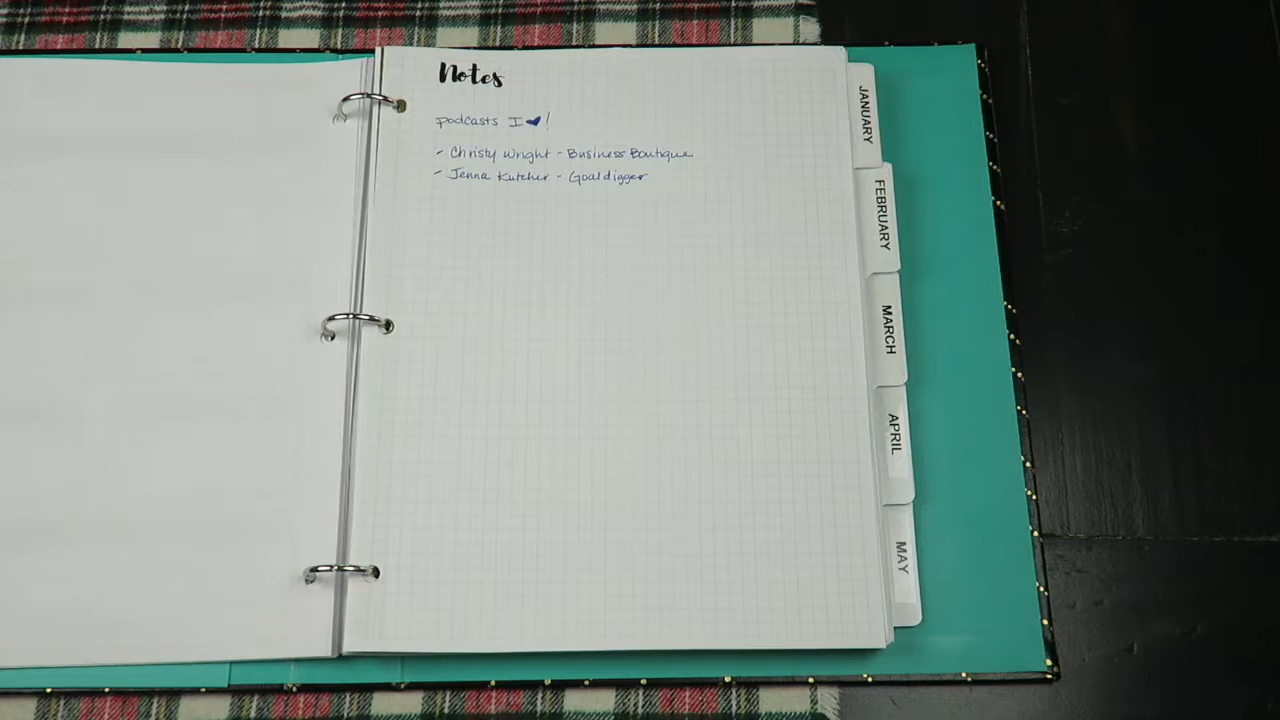 Notes
podcasts I ♥!
- Christy Wright - Business Boutique
- Jenna Kutcher - Goaldigger
JANUARY
FEBRUARY
MARCH
APRIL
MAY